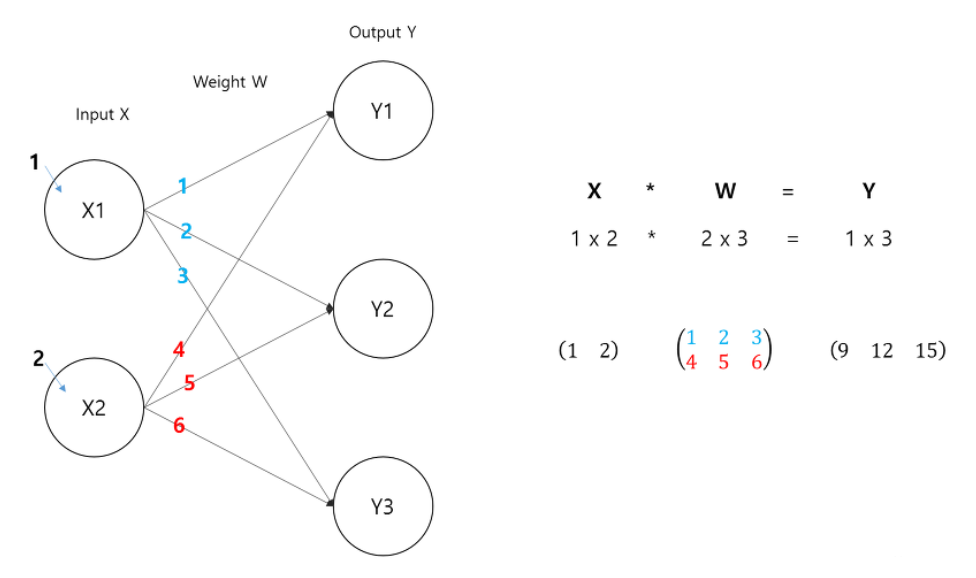 Output Y
Weight W
Input X
Y1
1
X1
1
2
3
Y2
2
X2
4
5
6
Y3
X * W = Y
1 x 2 * 2 x 3 = 1 x 3
(1 2) (1 2 3
4 5 6) (9 12 15)